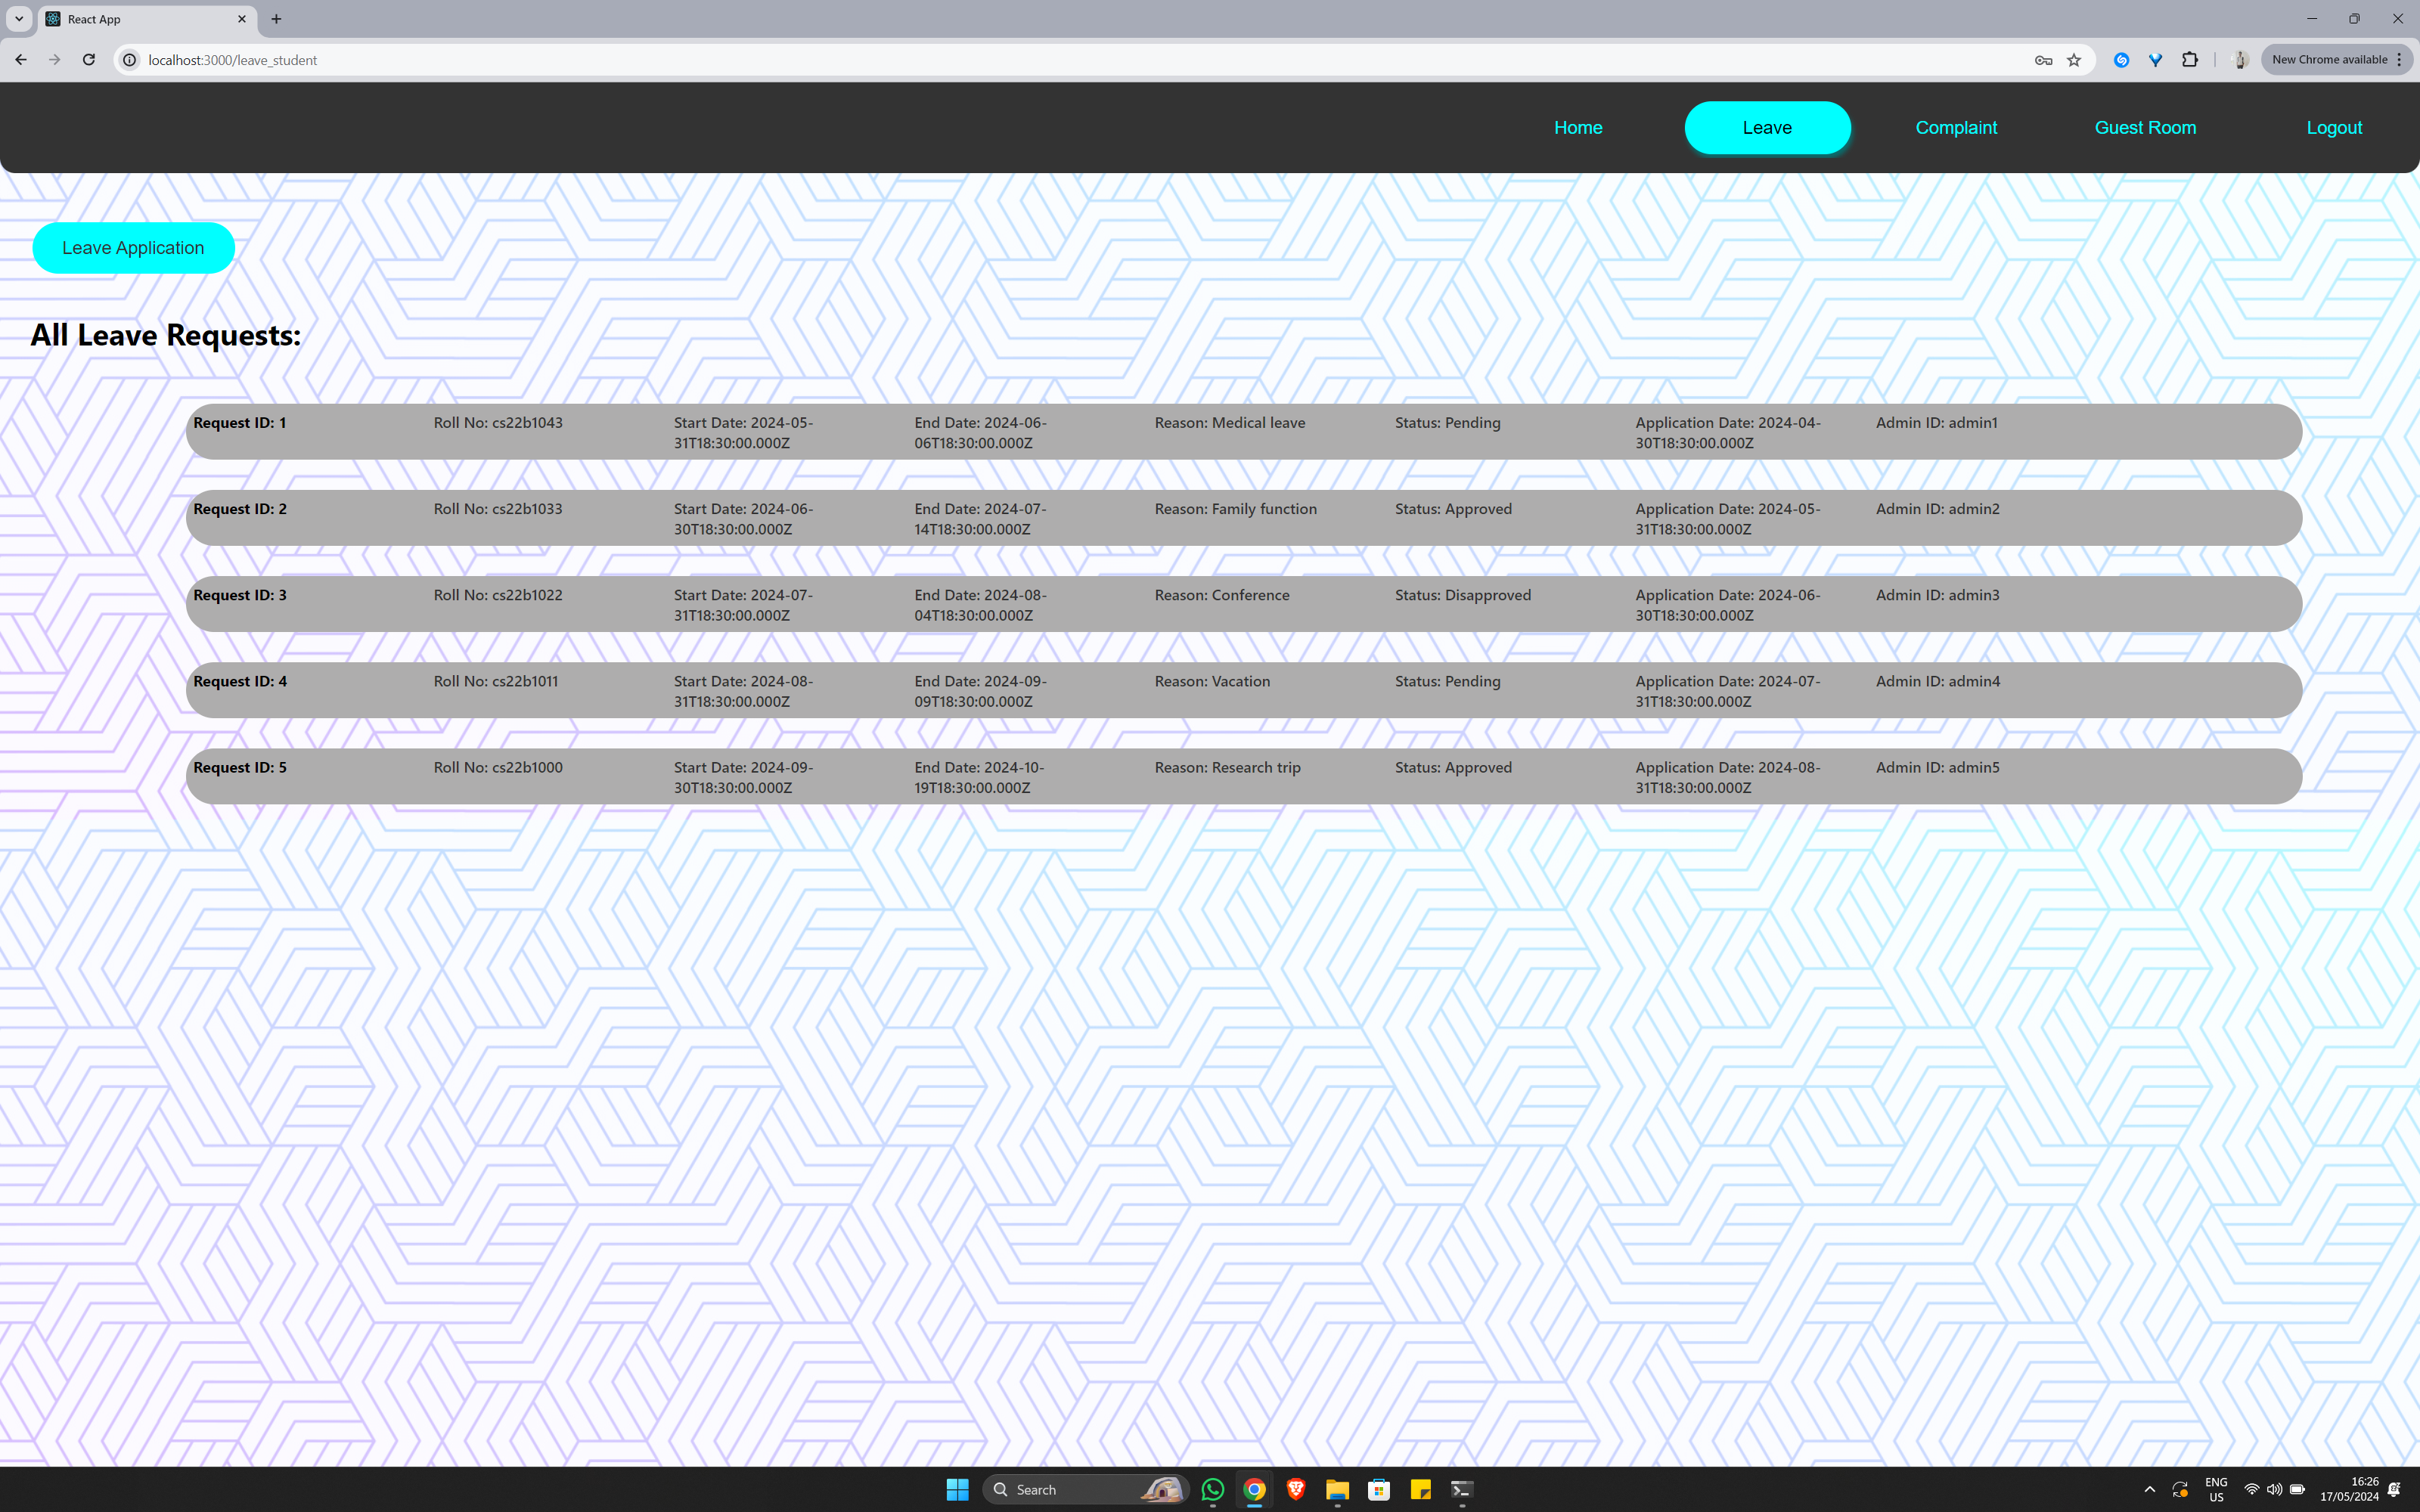 React App
localhost:3000/leave_student
New Chrome available
Home
Leave
Complaint
Guest Room
Logout
Leave Application
All Leave Requests:
Request ID: 1
Roll No: cs22b1043
Start Date: 2024-05-
31T18:30:00.000Z
End Date: 2024-06-
06T18:30:00.000Z
Reason: Medical leave
Status: Pending
Application Date: 2024-04-
30T18:30:00.000Z
Admin ID: admin1
Request ID: 2
Roll No: cs22b1033
Start Date: 2024-06-
30T18:30:00.000Z
End Date: 2024-07-
14T18:30:00.000Z
Reason: Family function
Status: Approved
Application Date: 2024-05-
31T18:30:00.000Z
Admin ID: admin2
Request ID: 3
Roll No: cs22b1022
Start Date: 2024-07-
31T18:30:00.000Z
End Date: 2024-08-
04T18:30:00.000Z
Reason: Conference
Status: Disapproved
Application Date: 2024-06-
30T18:30:00.000Z
Admin ID: admin3
Request ID: 4
Roll No: cs22b1011
Start Date: 2024-08-
31T18:30:00.000Z
End Date: 2024-09-
09T18:30:00.000Z
Reason: Vacation
Status: Pending
Application Date: 2024-07-
31T18:30:00.000Z
Admin ID: admin4
Request ID: 5
Roll No: cs22b1000
Start Date: 2024-09-
30T18:30:00.000Z
End Date: 2024-10-
19T18:30:00.000Z
Reason: Research trip
Status: Approved
Application Date: 2024-08-
31T18:30:00.000Z
Admin ID: admin5
Search
ENG
US
16:26
17/05/2024